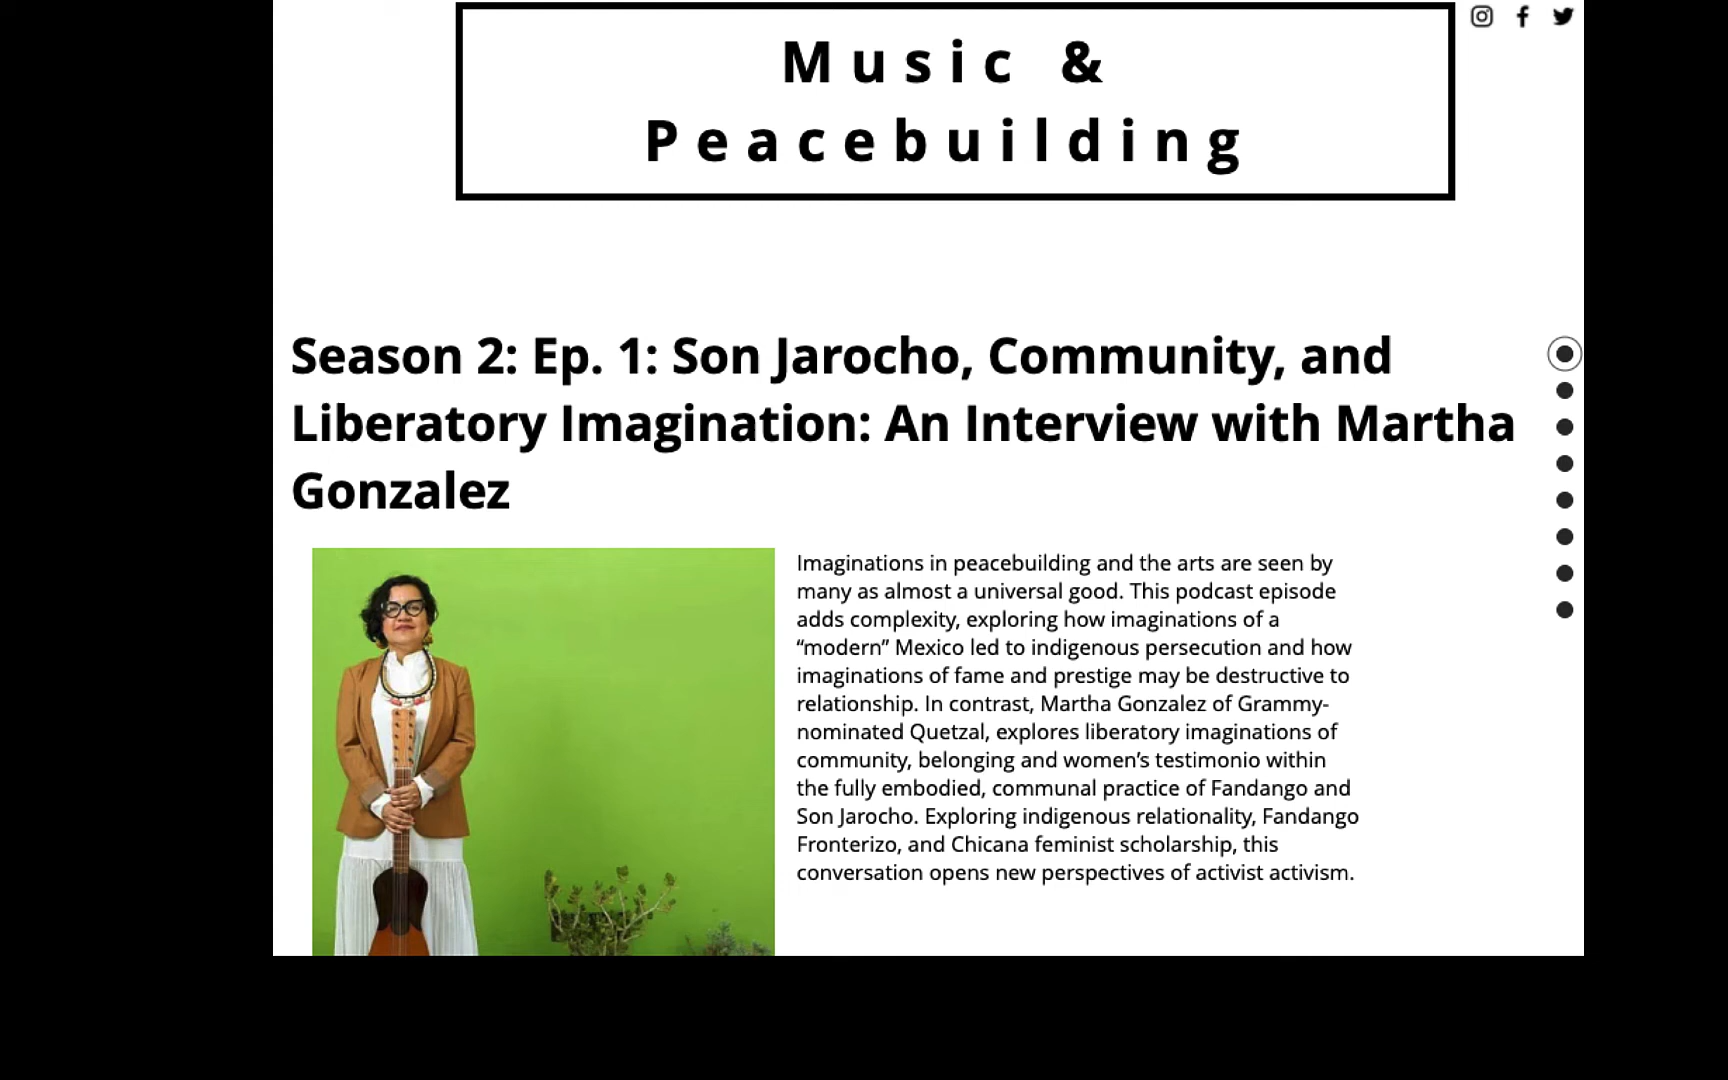 Music &
Peacebuilding
Season 2: Ep. 1: Son Jarocho, Community, and
Liberatory Imagination: An Interview with Martha
Gonzalez
Imaginations in peacebuilding and the arts are seen by
many as almost a universal good. This podcast episode
adds complexity, exploring how imaginations of a
“modern” Mexico led to indigenous persecution and how
imaginations of fame and prestige may be destructive to
relationship. In contrast, Martha Gonzalez of Grammy-
nominated Quetzal, explores liberatory imaginations of
community, belonging and women’s testimonio within
the fully embodied, communal practice of Fandango and
Son Jarocho. Exploring indigenous relationality, Fandango
Fronterizo, and Chicana feminist scholarship, this
conversation opens new perspectives of activist activism.